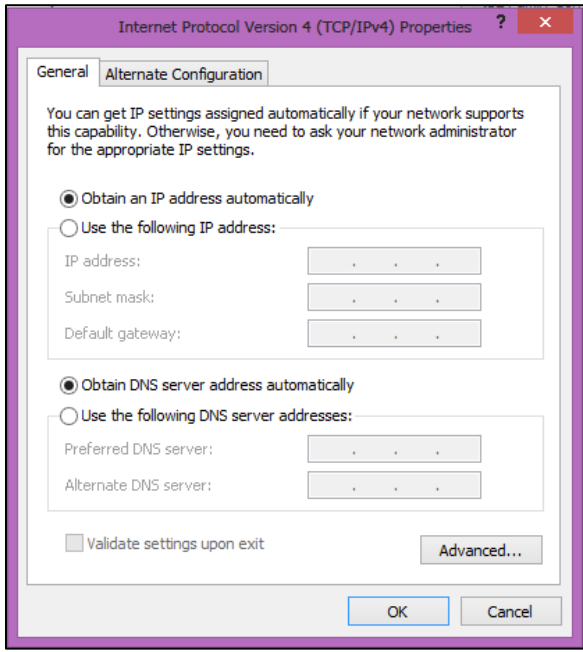 Internet Protocol Version 4 (TCP/IPv4) Properties ?
General Alternate Configuration
You can get IP settings assigned automatically if your network supports
this capability. Otherwise, you need to ask your network administrator
for the appropriate IP settings.
Obtain an IP address automatically
Use the following IP address:
IP address:
Subnet mask:
Default gateway:
Obtain DNS server address automatically
Use the following DNS server addresses:
Preferred DNS server:
Alternate DNS server:
Validate settings upon exit
Advanced...
OK Cancel